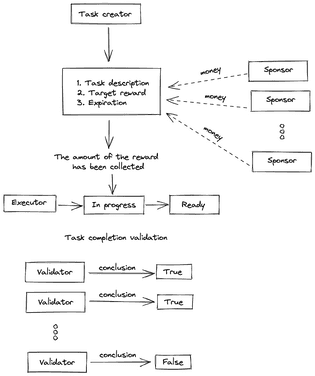 Task creator
1. Task description
2. Target reward
3. Expiration
money
Sponsor
money
Sponsor
money
Sponsor
The amount of the reward
has been collected
Executor
In progress
Ready
Task completion validation
Validator
conclusion
True
Validator
conclusion
True
Validator
conclusion
False